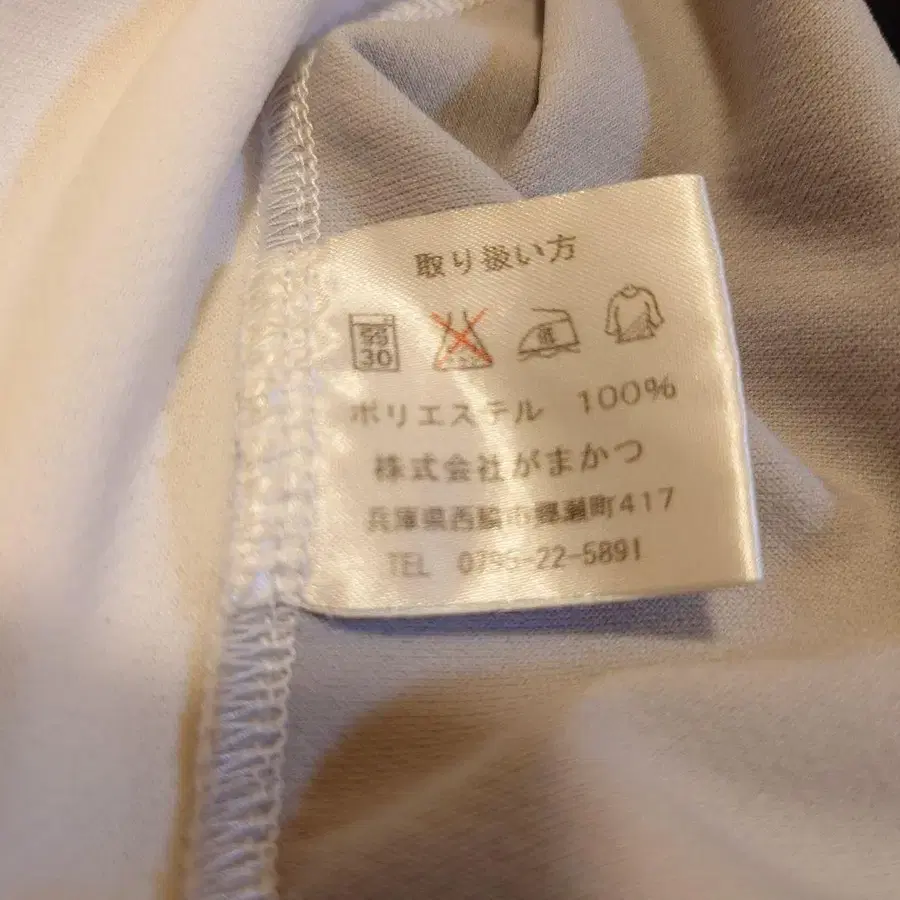 取り扱い方
弱
30
低
ポリエステル 100%
株式会社がまかつ
兵庫県西脇市郷瀬町417
TEL 0795-22-5891